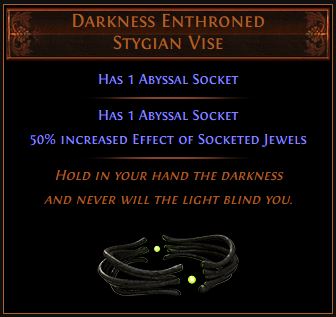 Darkness Enthroned
Stygian Vise
Has 1 Abyssal Socket
Has 1 Abyssal Socket
50% increased Effect of Socketed Jewels
Hold in your hand the darkness
and never will the light blind you.